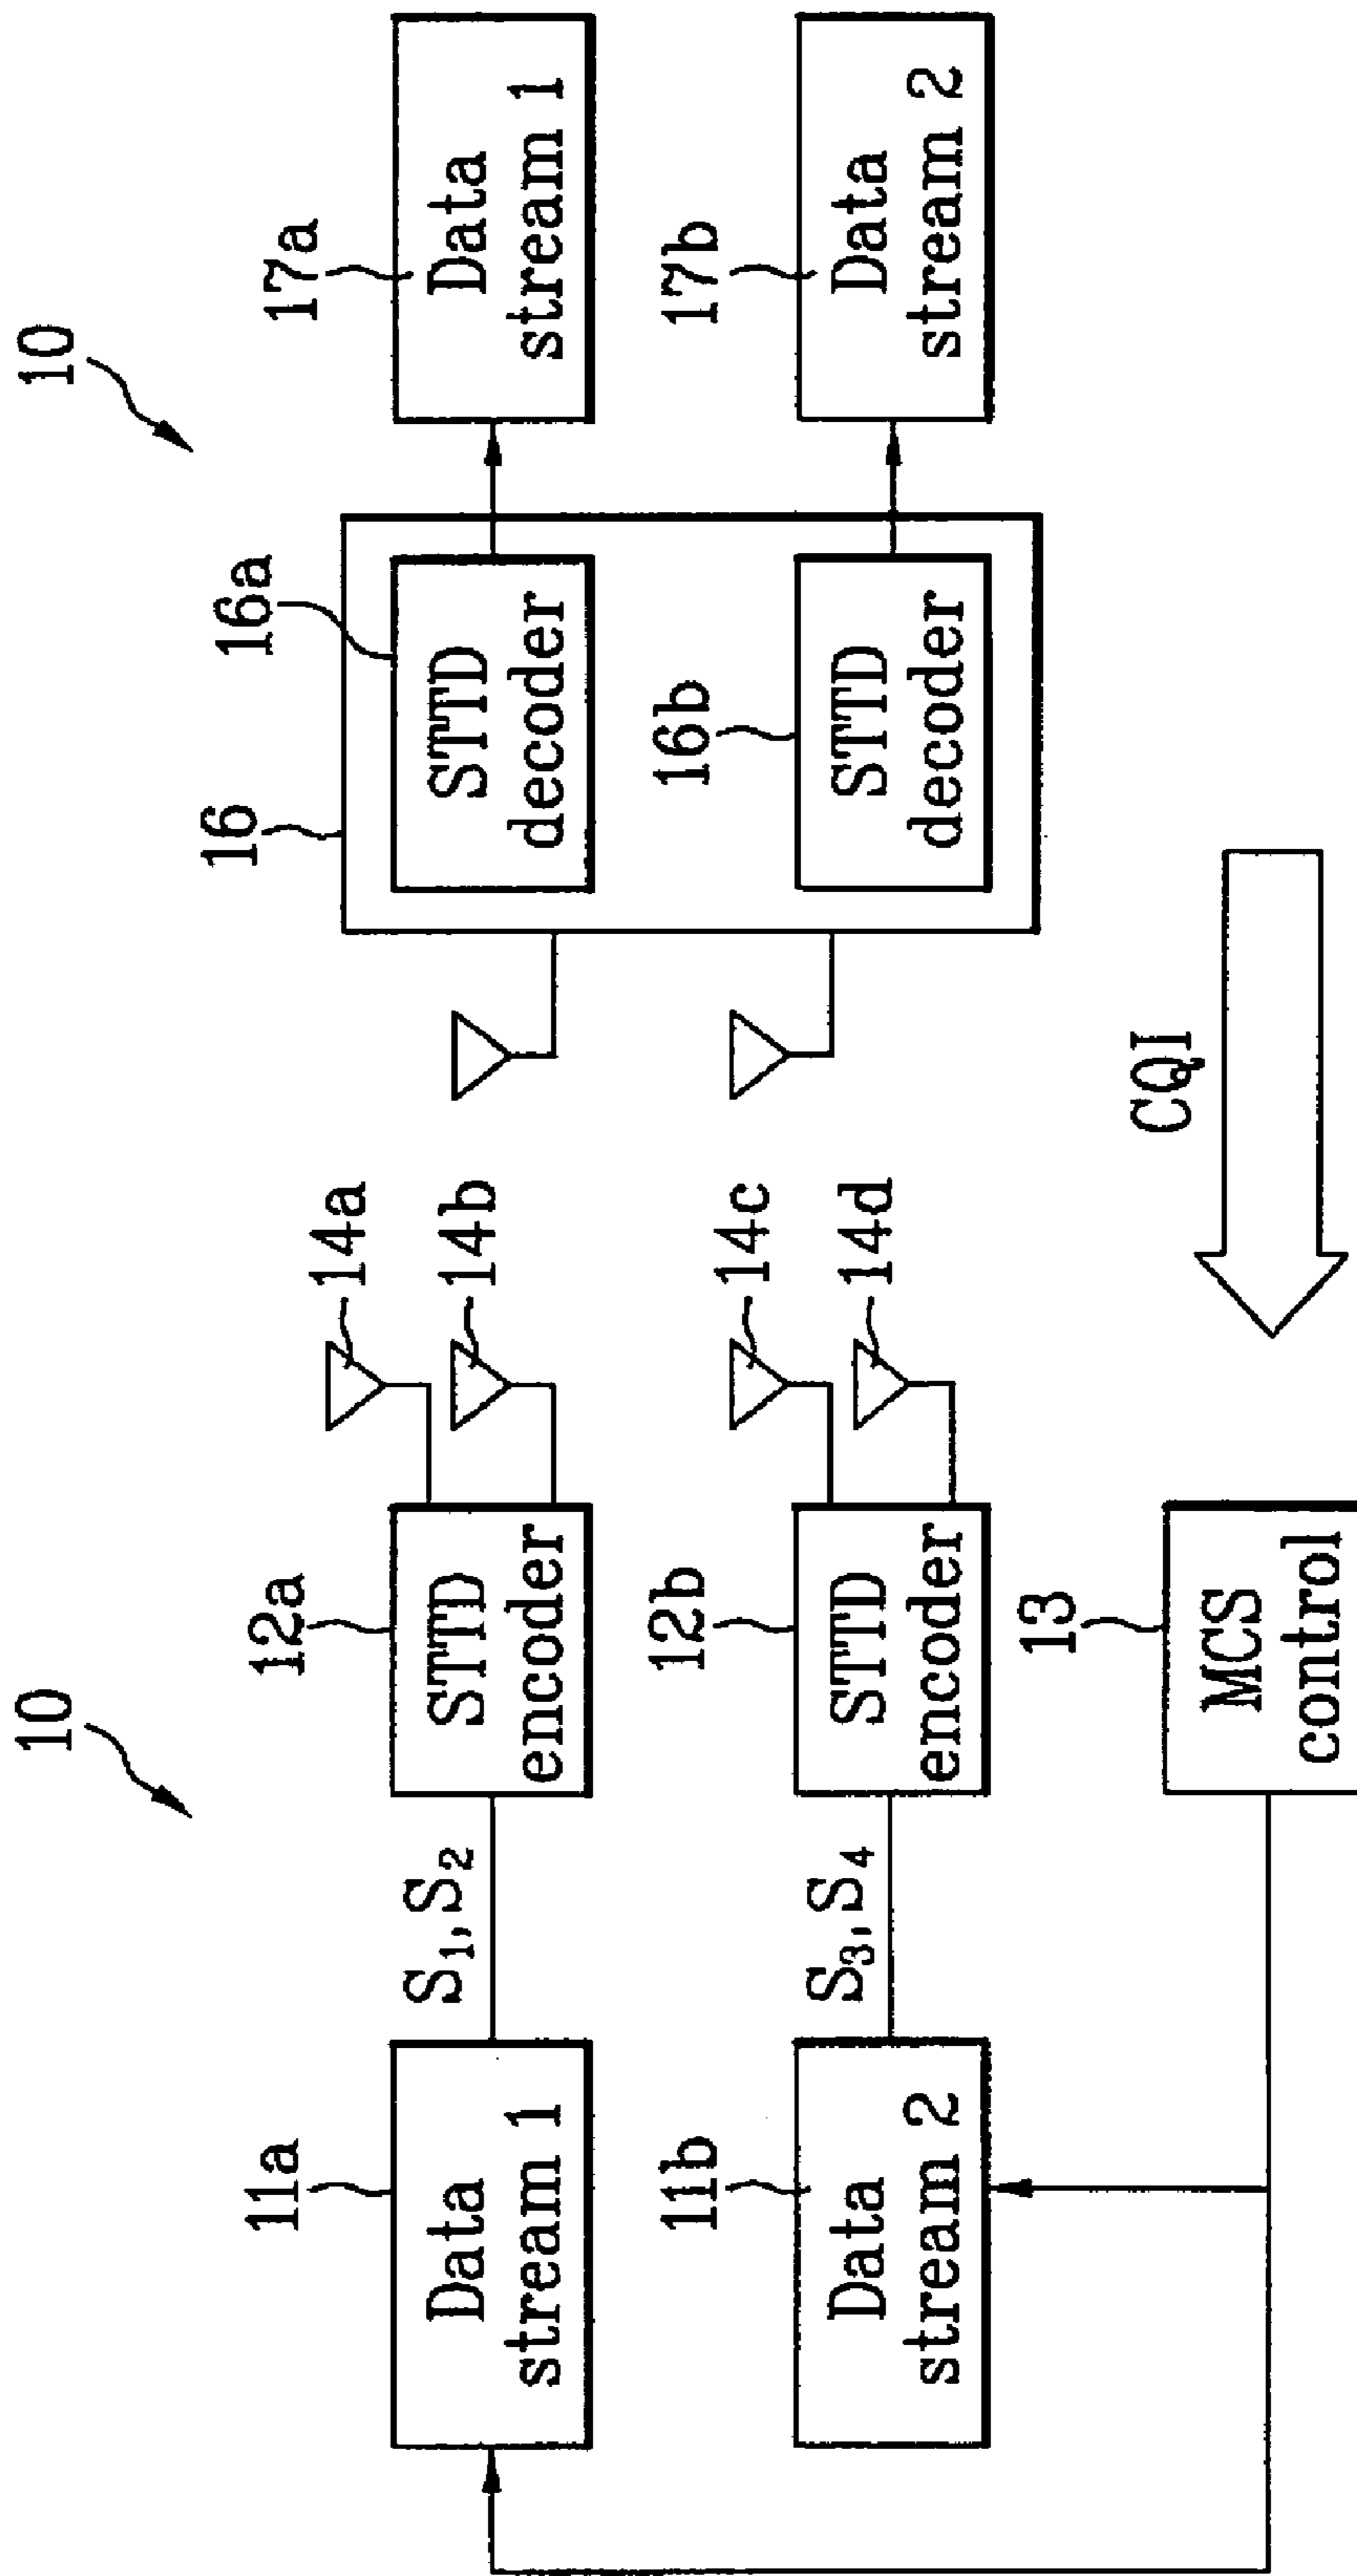 10
10
11a
Data
stream 1
S₁,S₂
12a
STTD
encoder
14a
14b
16
16a
STTD
decoder
17a
Data
stream 1
11b
Data
stream 2
S₃,S₄
12b
STTD
encoder
14c
14d
16b
STTD
decoder
17b
Data
stream 2
13
MCS
control
CQI